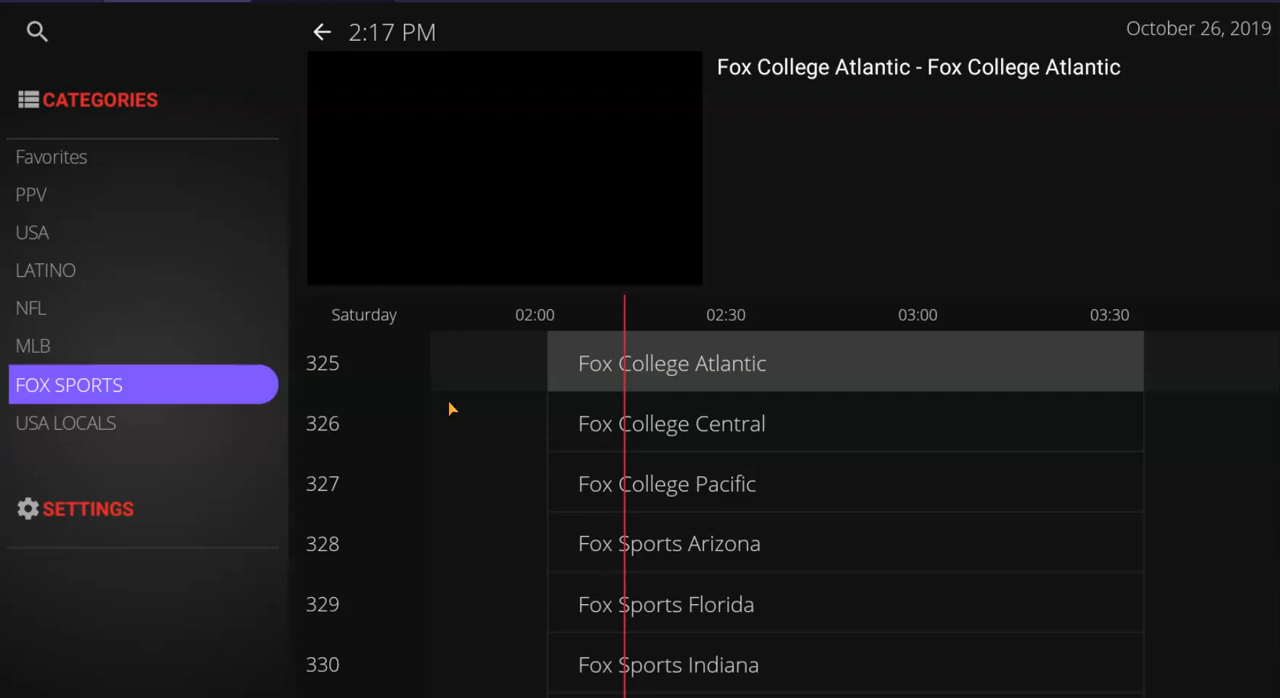 2:17 PM
October 26, 2019
CATEGORIES
Favorites
PPV
USA
LATINO
NFL
MLB
FOX SPORTS
USA LOCALS
SETTINGS
Fox College Atlantic - Fox College Atlantic
Saturday 02:00 02:30 03:00 03:30
325 Fox College Atlantic
326 Fox College Central
327 Fox College Pacific
328 Fox Sports Arizona
329 Fox Sports Florida
330 Fox Sports Indiana